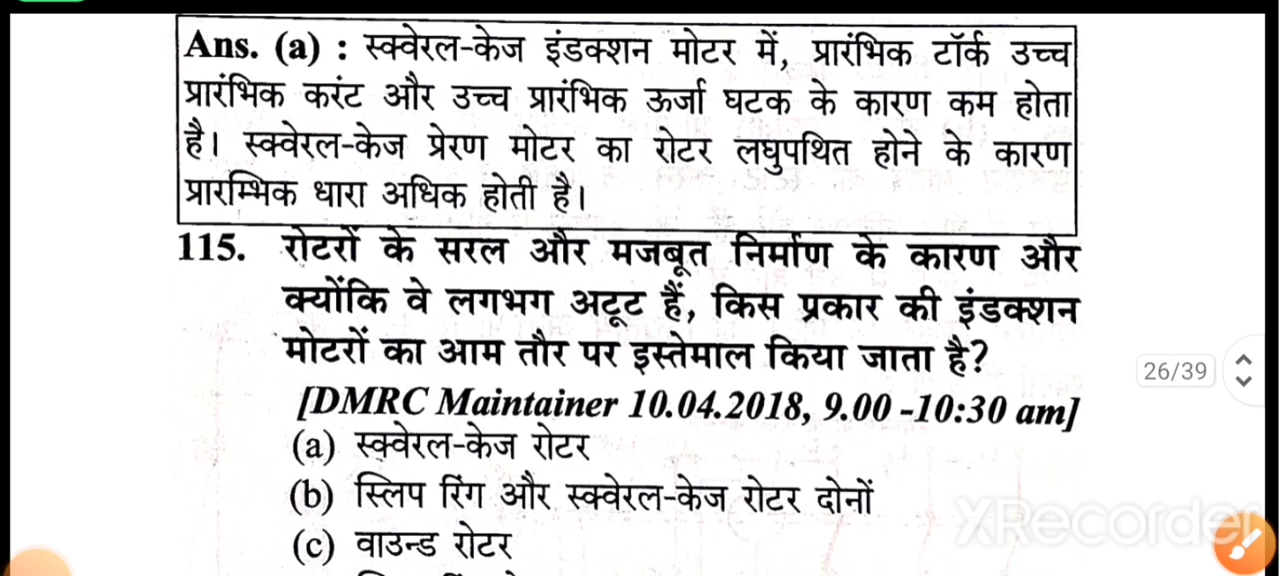 Ans. (a) : स्क्वेरल-केज इंडक्शन मोटर में, प्रारंभिक टॉर्क उच्च
प्रारंभिक करंट और उच्च प्रारंभिक ऊर्जा घटक के कारण कम होता
है। स्क्वेरल-केज प्रेरण मोटर का रोटर लघुपथित होने के कारण
प्रारम्भिक धारा अधिक होती है।
115. रोटरों के सरल और मजबूत निर्माण के कारण और
क्योंकि वे लगभग अटूट हैं, किस प्रकार की इंडक्शन
मोटरों का आम तौर पर इस्तेमाल किया जाता है?
26/39
[DMRC Maintainer 10.04.2018, 9.00 -10:30 am]
(a) स्क्वेरल-केज रोटर
(b) स्लिप रिंग और स्क्वेरल-केज रोटर दोनों
XRecorder
(c) वाउन्ड रोटर